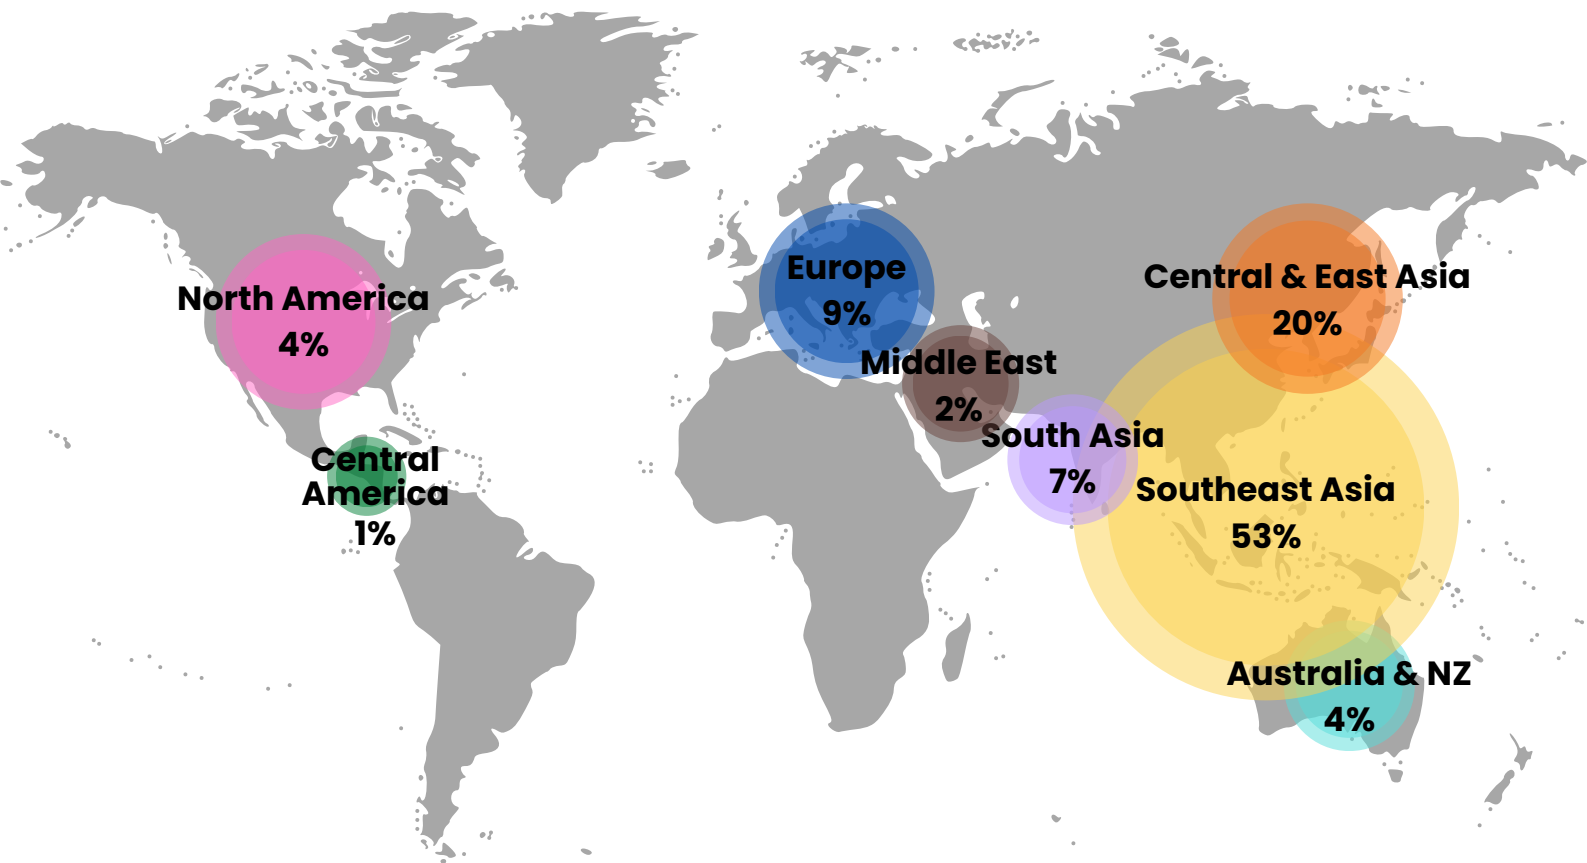 North America
4%
Central
America
1%
Europe
9%
Middle East
2%
South Asia
7%
Central & East Asia
20%
Southeast Asia
53%
Australia & NZ
4%